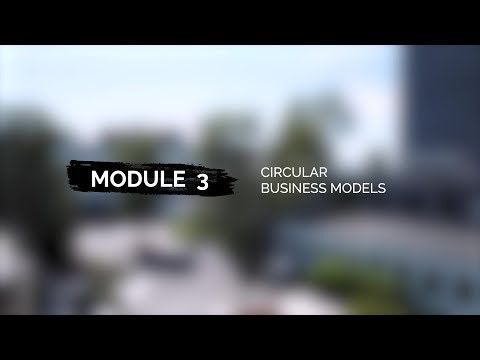 MODULE 3
CIRCULAR
BUSINESS MODELS